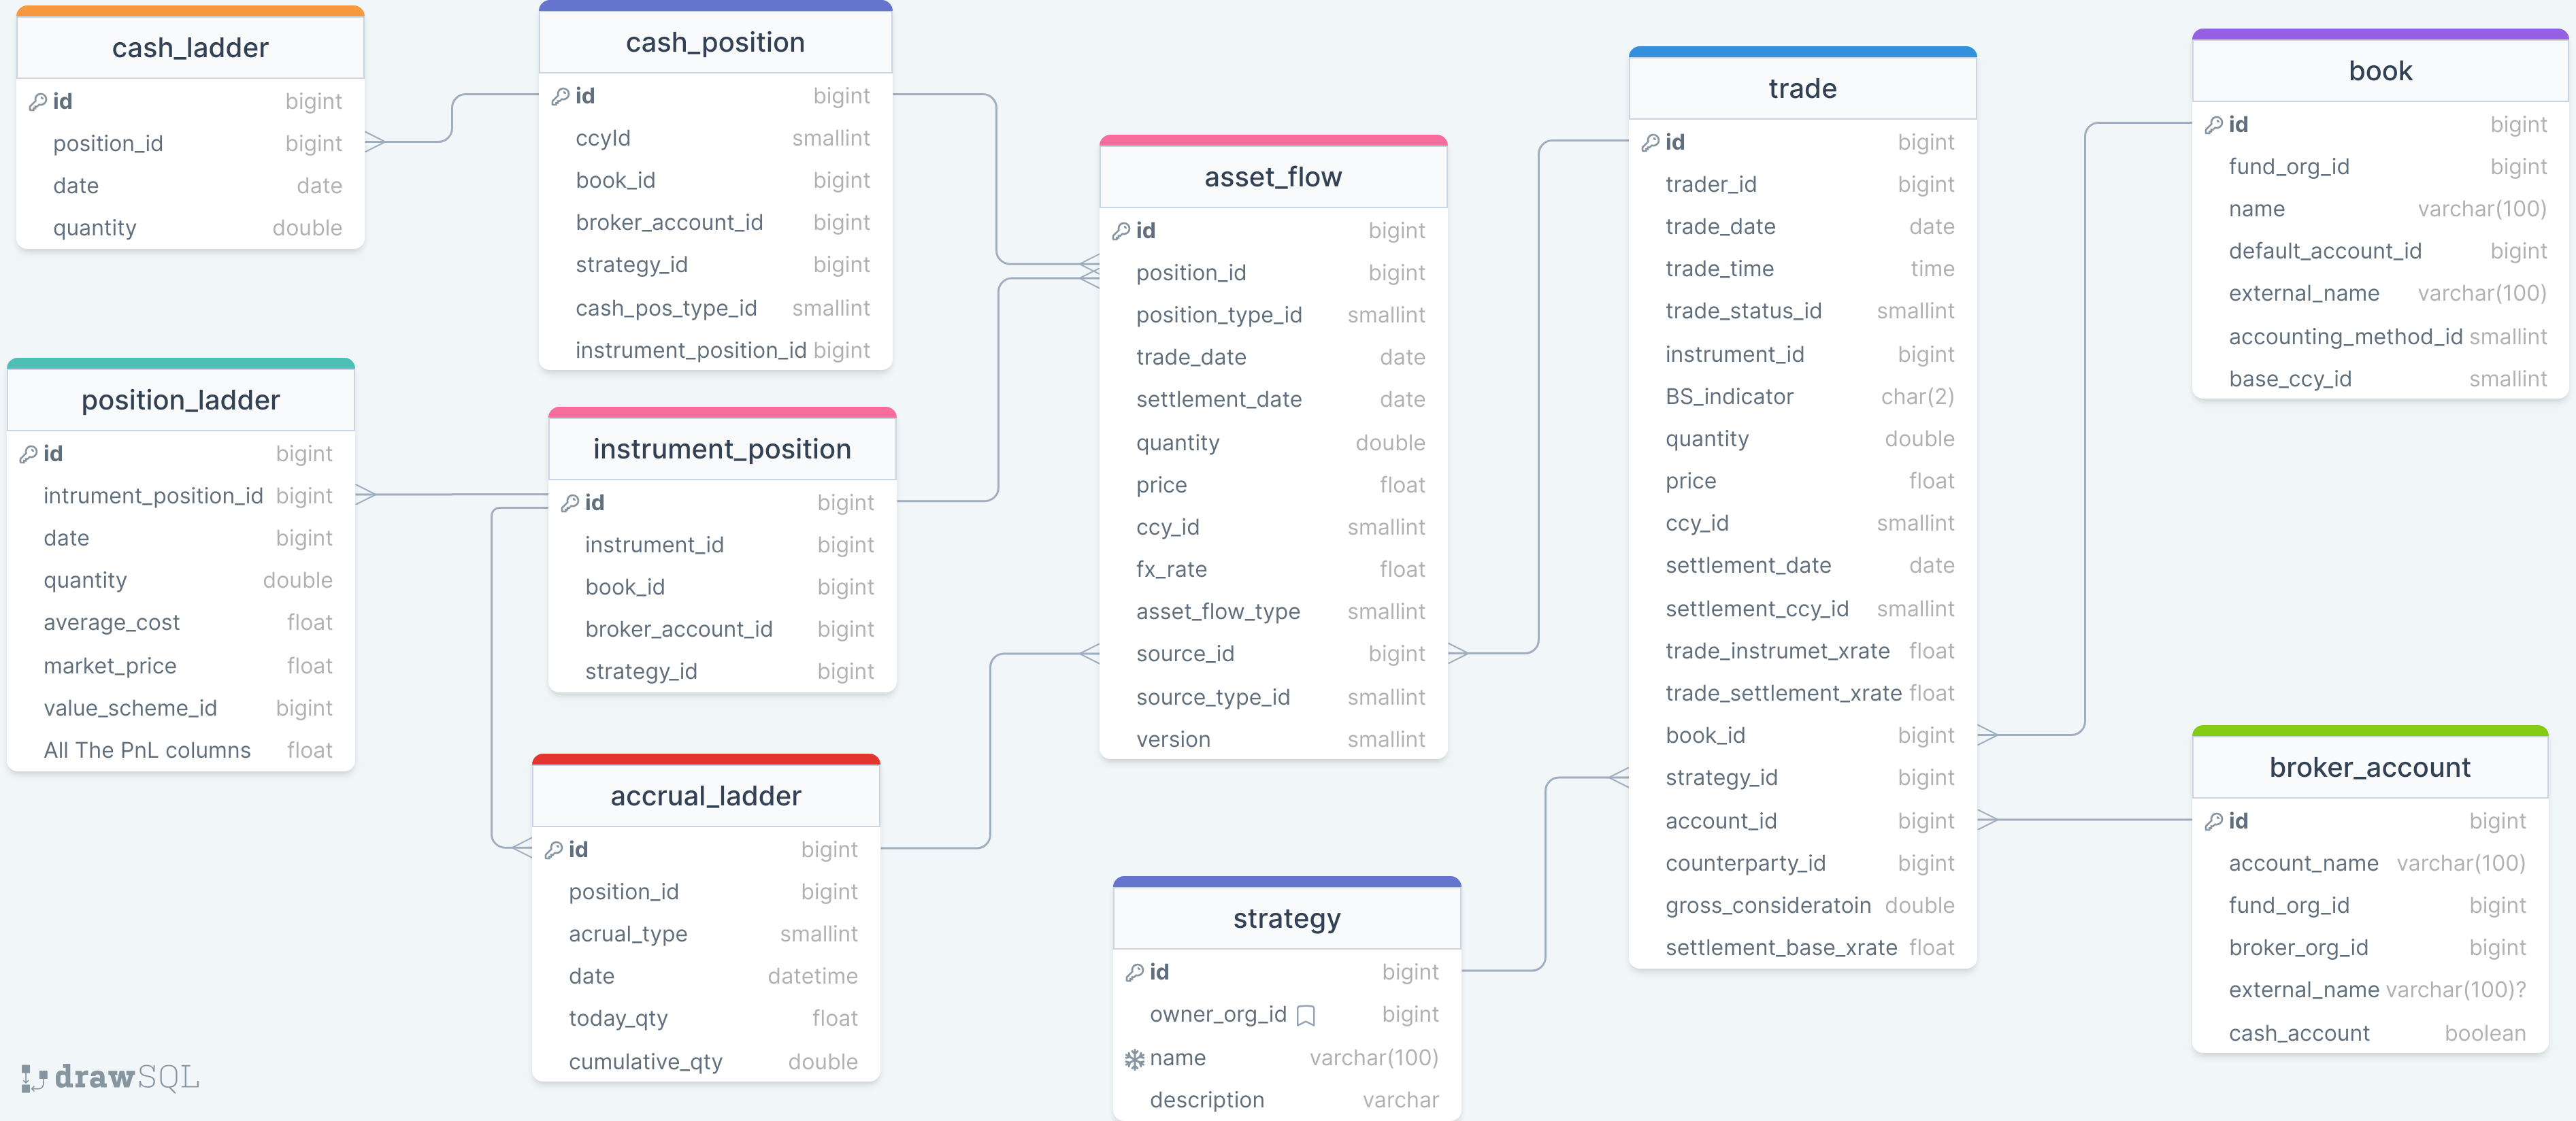 cash_ladder
id bigint
position_id bigint
date date
quantity double
cash_position
id bigint
ccyId smallint
book_id bigint
broker_account_id bigint
strategy_id bigint
cash_pos_type_id smallint
instrument_position_id bigint
position_ladder
id bigint
intrument_position_id bigint
date bigint
quantity double
average_cost float
market_price float
value_scheme_id bigint
All The PnL columns float
instrument_position
id bigint
instrument_id bigint
book_id bigint
broker_account_id bigint
strategy_id bigint
accrual_ladder
id bigint
position_id bigint
acrual_type smallint
date datetime
today_qty float
cumulative_qty double
asset_flow
id bigint
position_id bigint
position_type_id smallint
trade_date date
settlement_date date
quantity double
price float
ccy_id smallint
fx_rate float
asset_flow_type smallint
source_id bigint
source_type_id smallint
version smallint
strategy
id bigint
owner_org_id bigint
name varchar(100)
description varchar
trade
id bigint
trader_id bigint
trade_date date
trade_time time
trade_status_id smallint
instrument_id bigint
BS_indicator char(2)
quantity double
price float
ccy_id smallint
settlement_date date
settlement_ccy_id smallint
trade_instrumet_xrate float
trade_settlement_xrate float
book_id bigint
strategy_id bigint
account_id bigint
counterparty_id bigint
gross_consideratoin double
settlement_base_xrate float
book
id bigint
fund_org_id bigint
name varchar(100)
default_account_id bigint
external_name varchar(100)
accounting_method_id smallint
base_ccy_id smallint
broker_account
id bigint
account_name varchar(100)
fund_org_id bigint
broker_org_id bigint
external_name varchar(100)?
cash_account boolean
drawSQL